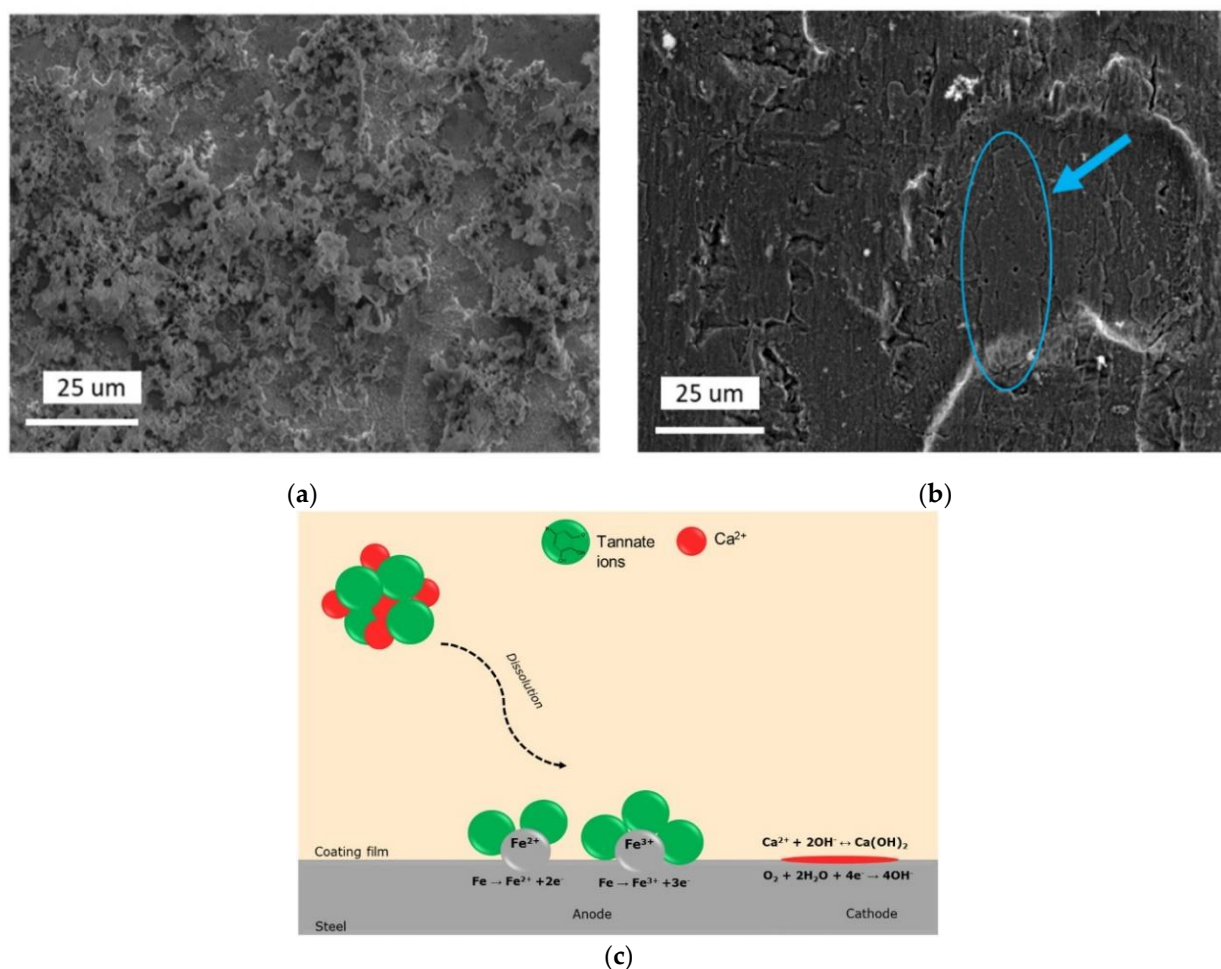 25 um
25 um
(a)
(b)
Tannate
ions
Ca²⁺
Dissolution
Fe²⁺
Fe³⁺
Ca²⁺ + 2OH⁻ ↔ Ca(OH)₂
Coating film
Fe → Fe²⁺ +2e⁻
Fe → Fe³⁺ +3e⁻
O₂ + 2H₂O + 4e⁻ → 4OH⁻
Anode
Cathode
Steel
(c)